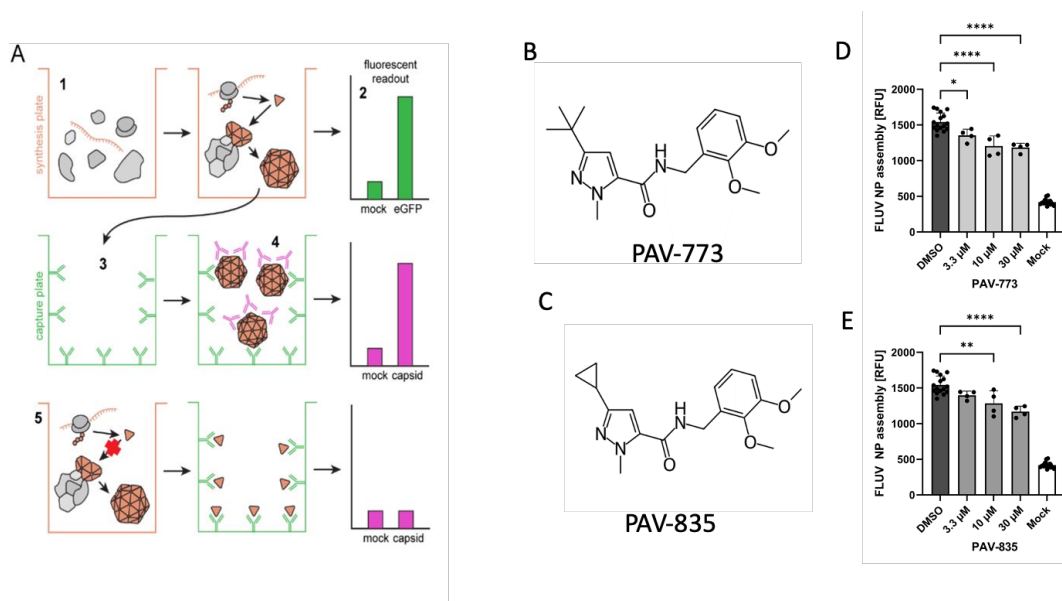 A
synthesis plate
1
fluorescent
readout
2
mock eGFP
capture plate
3
4
mock capsid
5
mock capsid
B
N
N
O
H
N
O
O
PAV-773
C
N
N
O
H
N
O
O
PAV-835
D
FLUV NP assembly [RFU]
2000
1500
1000
500
0
****
****
*
DMSO
3.3 µM
10 µM
30 µM
Mock
PAV-773
E
FLUV NP assembly [RFU]
2000
1500
1000
500
0
****
**
DMSO
3.3 µM
10 µM
30 µM
Mock
PAV-835